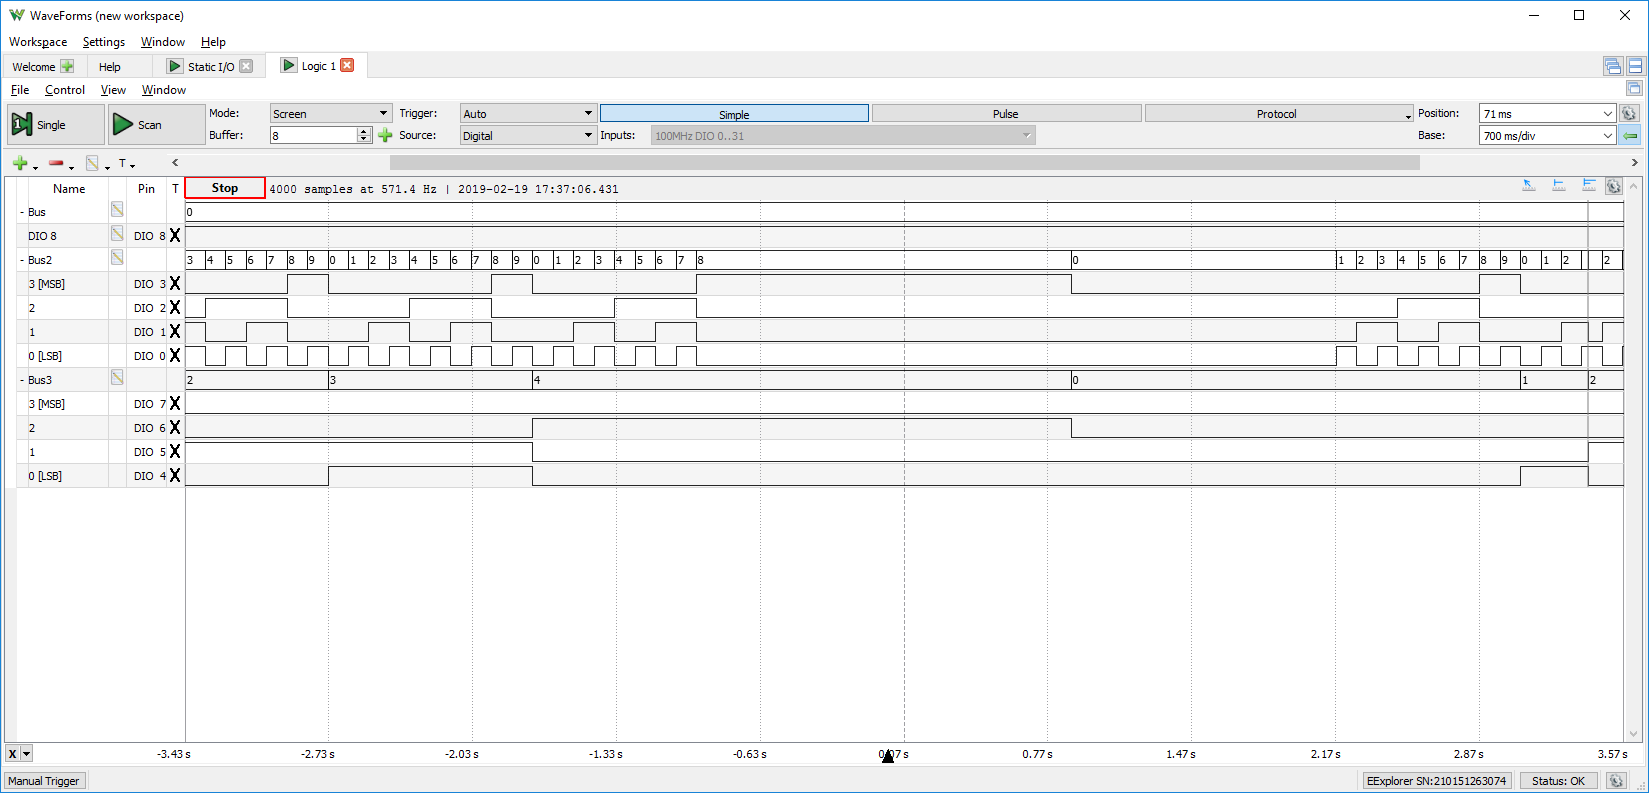 WaveForms (new workspace)
Workspace Settings Window Help
Welcome Help Static I/O Logic 1
File Control View Window
Single Scan Mode: Screen Trigger: Auto Simple Pulse Protocol Position: 71 ms
Buffer: 8 Source: Digital Inputs: 100MHz DIO 0..31 Base: 700 ms/div
T
Name Pin T Stop 4000 samples at 571.4 Hz | 2019-02-19 17:37:06.431
- Bus 0
DIO 8 DIO 8 X
- Bus2 3 4 5 6 7 8 9 0 1 2 3 4 5 6 7 8 9 0 1 2 3 4 5 6 7 8 0 1 2 3 4 5 6 7 8 9 0 1 2 2
3 [MSB] DIO 3 X
2 DIO 2 X
1 DIO 1 X
0 [LSB] DIO 0 X
- Bus3 2 3 4 0 1 2
3 [MSB] DIO 7 X
2 DIO 6 X
1 DIO 5 X
0 [LSB] DIO 4 X
X -3.43 s -2.73 s -2.03 s -1.33 s -0.63 s 0.07 s 0.77 s 1.47 s 2.17 s 2.87 s 3.57 s
Manual Trigger EExplorer SN:210151263074 Status: OK